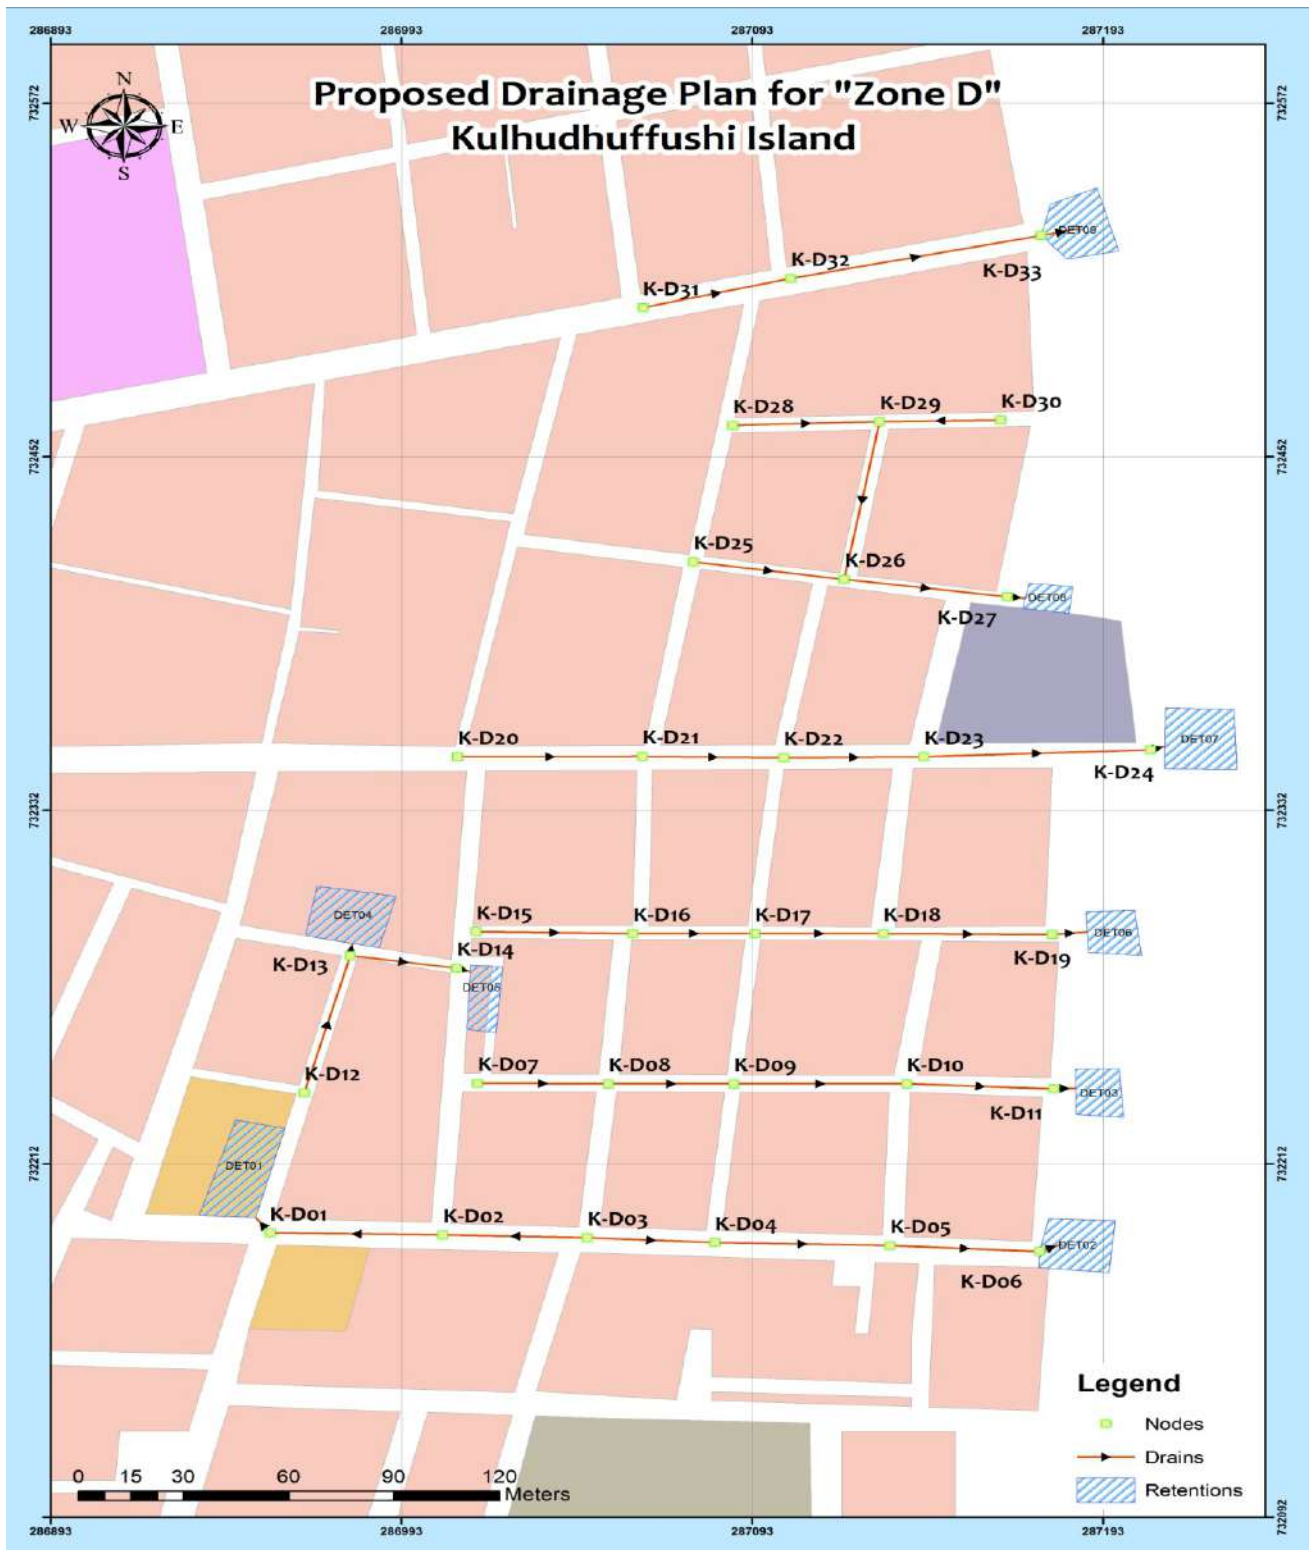 286893
286993
287093
287193
Proposed Drainage Plan for "Zone D"
Kulhudhuffushi Island
N
W E
S
732572
732572
DET09
K-D32
K-D33
K-D31
K-D28
K-D29
K-D30
732452
732452
K-D25
K-D26
DET08
K-D27
K-D20
K-D21
K-D22
K-D23
DET07
K-D24
732332
732332
K-D15
K-D16
K-D17
K-D18
DET04
DET06
K-D13
K-D14
K-D19
DET05
K-D12
K-D07
K-D08
K-D09
K-D10
DET03
K-D11
732212
732212
DET01
K-D01
K-D02
K-D03
K-D04
K-D05
DET02
K-D06
Legend
Nodes
Drains
Retentions
0 15 30 60 90 120
Meters
732092
286893
286993
287093
287193